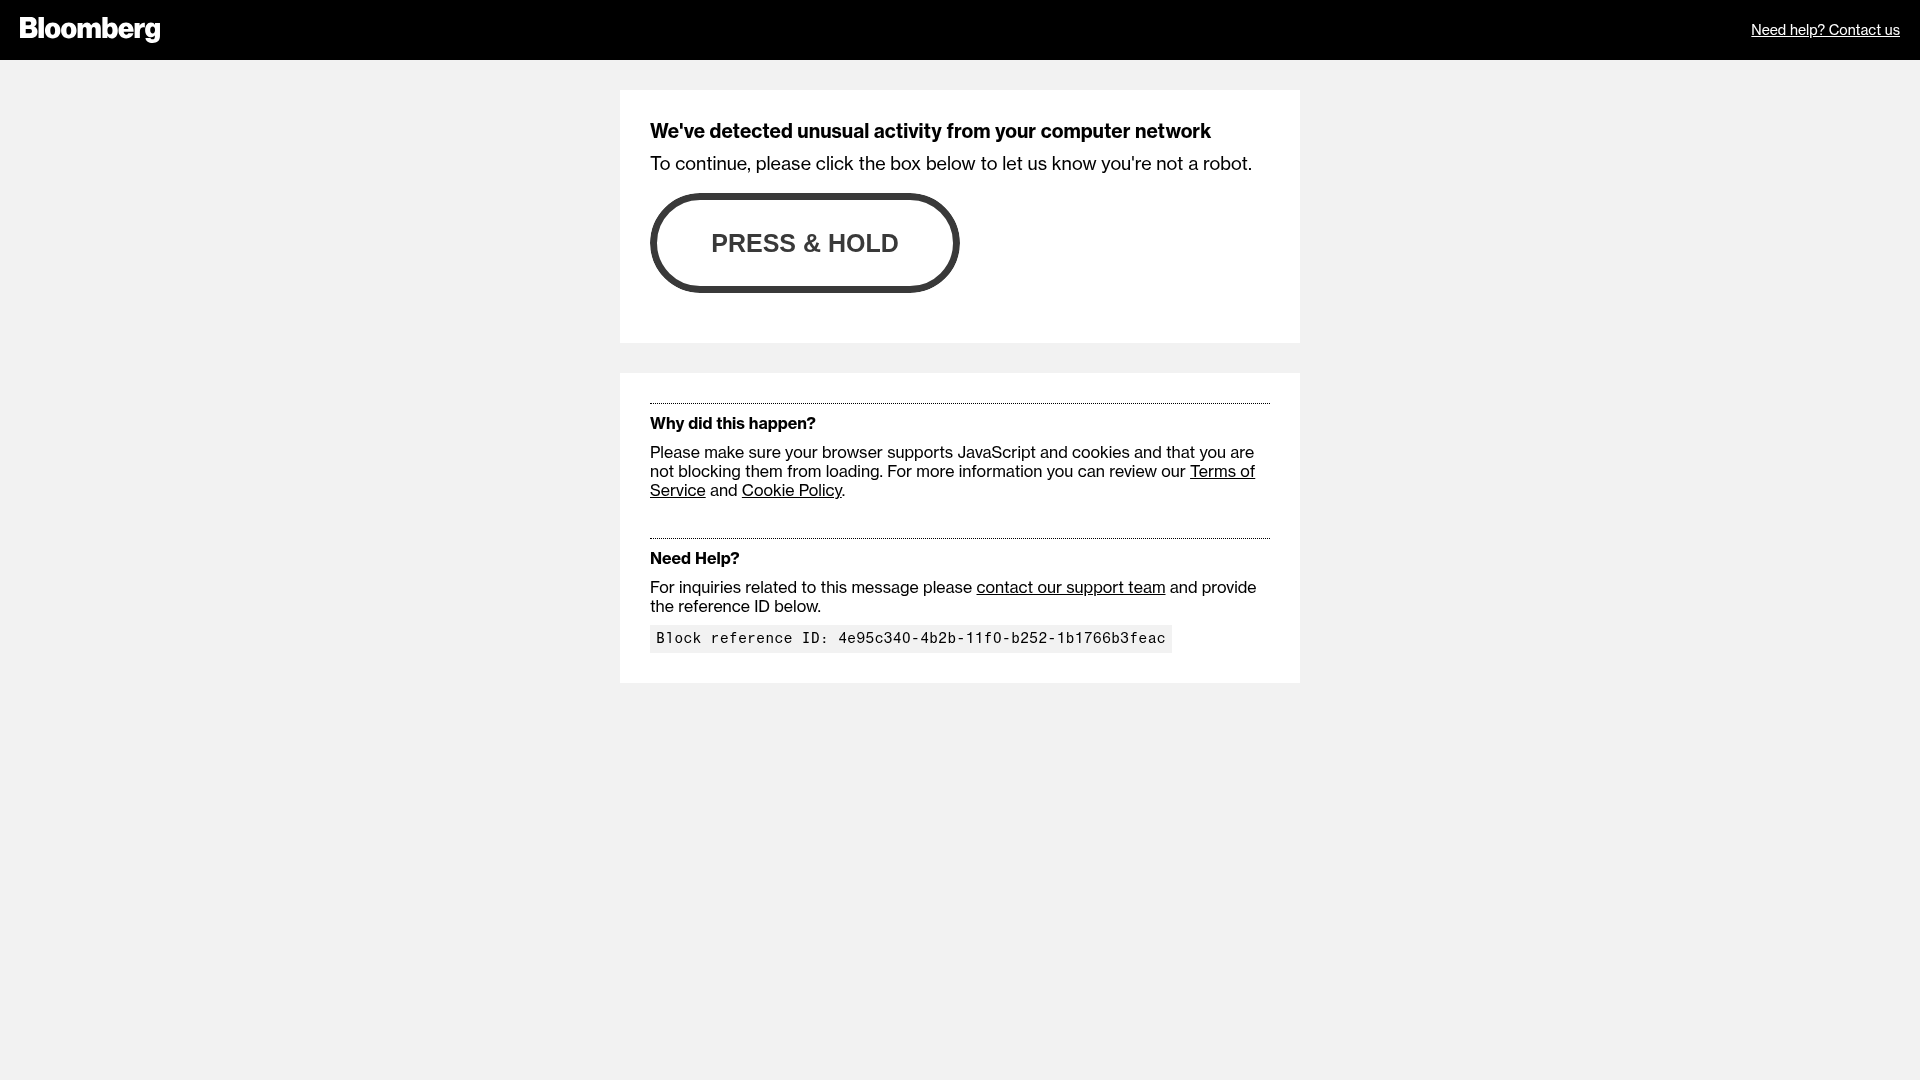 Bloomberg
Need help? Contact us
We've detected unusual activity from your computer network
To continue, please click the box below to let us know you're not a robot.
PRESS & HOLD
Why did this happen?
Please make sure your browser supports JavaScript and cookies and that you are
not blocking them from loading. For more information you can review our Terms of
Service and Cookie Policy.
Need Help?
For inquiries related to this message please contact our support team and provide
the reference ID below.
Block reference ID: 4e95c340-4b2b-11f0-b252-1b1766b3feac